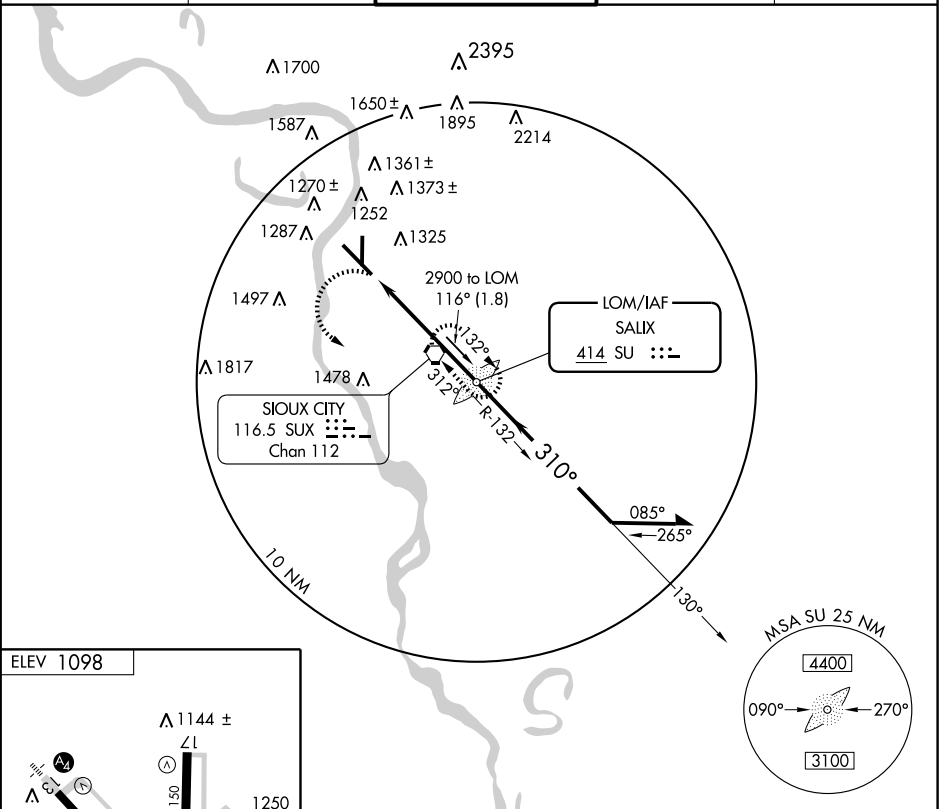 2395
1700
1650 ±
1895
2214
1587
1361 ±
1270 ±
1373 ±
1252
1287
1325
2900 to LOM
116° (1.8)
1497
LOM/IAF
SALIX
414 SU
132°
1817
1478
312°
SIOUX CITY
116.5 SUX
Chan 112
R-132
310°
085°
265°
10 NM
130°
MSA SU 25 NM
4400
090°
270°
3100
ELEV 1098
1144 ±
17
A4
V
V
13
150
1250